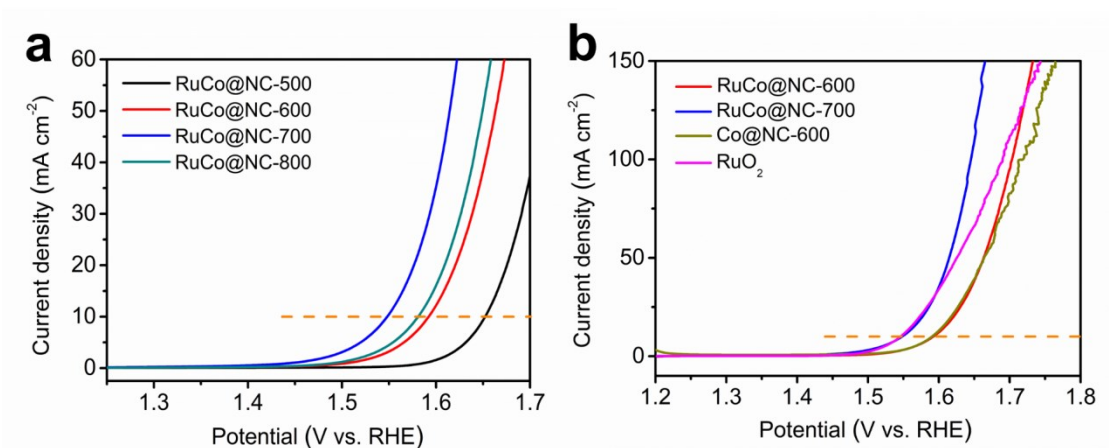 a
60
50
40
30
20
10
0
Current density (mA cm⁻²)
RuCo@NC-500
RuCo@NC-600
RuCo@NC-700
RuCo@NC-800
1.3 1.4 1.5 1.6 1.7
Potential (V vs. RHE)
b
150
100
50
0
Current density (mA cm⁻²)
RuCo@NC-600
RuCo@NC-700
Co@NC-600
RuO₂
1.2 1.3 1.4 1.5 1.6 1.7 1.8
Potential (V vs. RHE)